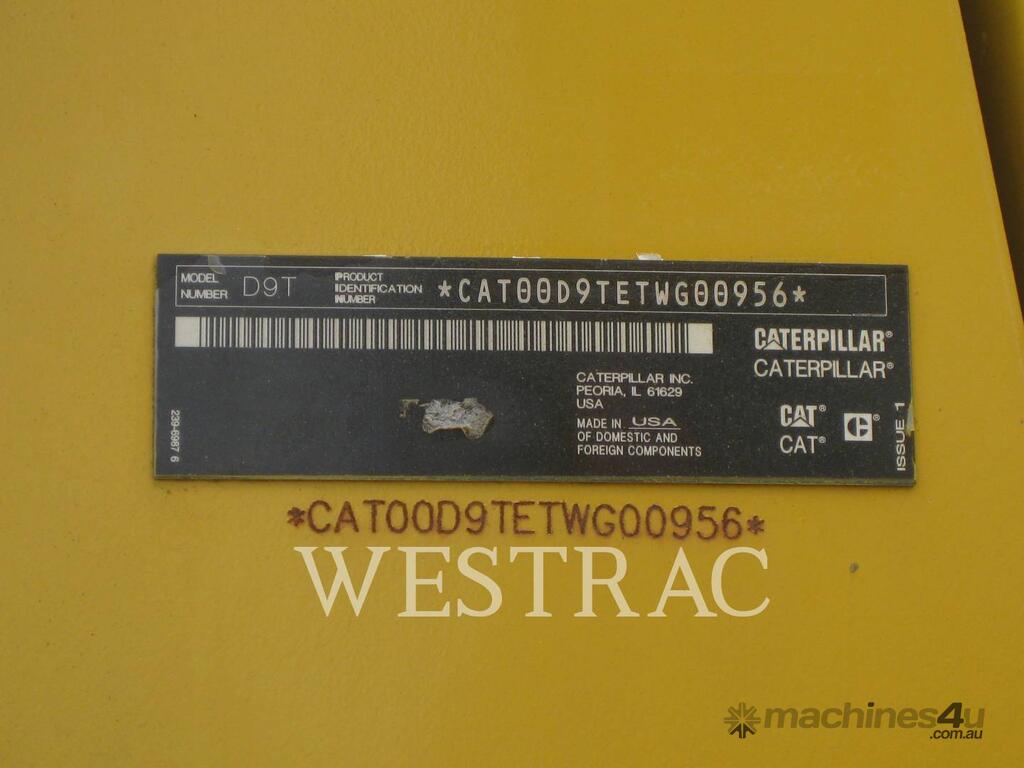 MODEL NUMBER D9T
PRODUCT IDENTIFICATION NUMBER *CAT00D9TETWG00956*
CATERPILLAR®
CATERPILLAR®
CATERPILLAR INC.
PEORIA, IL 61629
USA
MADE IN USA
OF DOMESTIC AND
FOREIGN COMPONENTS
CAT®
CAT®
C®
ISSUE 1
239-6987 6
*CAT00D9TETWG00956*
WESTRAC
machines4u
.com.au